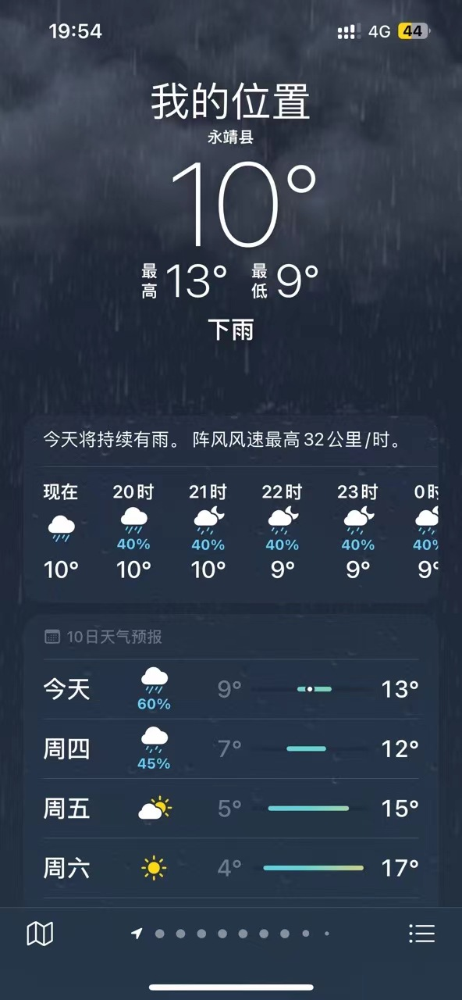 19:54 4G 44
我的位置
永靖县
10°
最高 13° 最低 9°
下雨
今天将持续有雨。 阵风风速最高 32 公里/时。
现在 20时 21时 22时 23时 0时
40% 40% 40% 40% 40%
10° 10° 10° 9° 9° 9°
10日天气预报
今天 60% 9° 13°
周四 45% 7° 12°
周五 5° 15°
周六 4° 17°